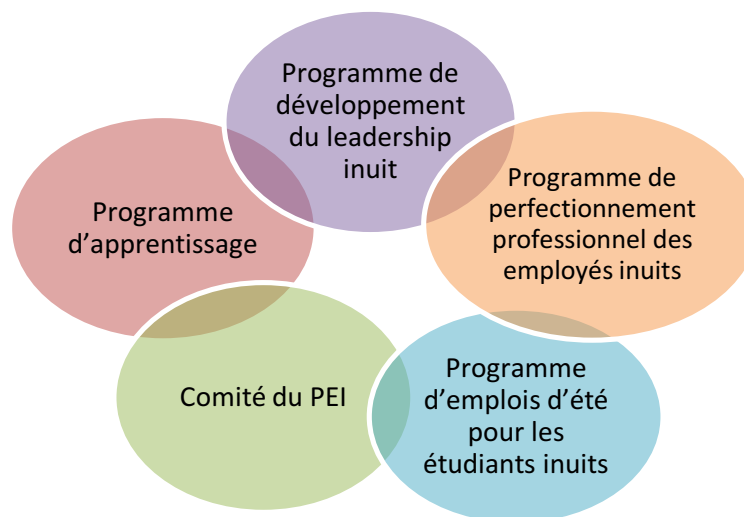 Programme de
développement
du leadership
inuit
Programme de
perfectionnement
professionnel des
employés inuits
Programme
d'emplois d'été
pour les
étudiants inuits
Comité du PEI
Programme
d'apprentissage